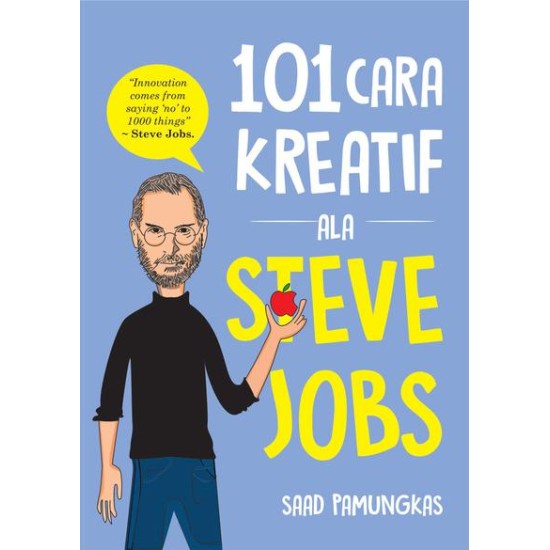 "Innovation
comes from
saying 'no' to
1000 things"
~ Steve Jobs.
101 CARA
KREATIF
ALA
STEVE
JOBS
SAAD PAMUNGKAS